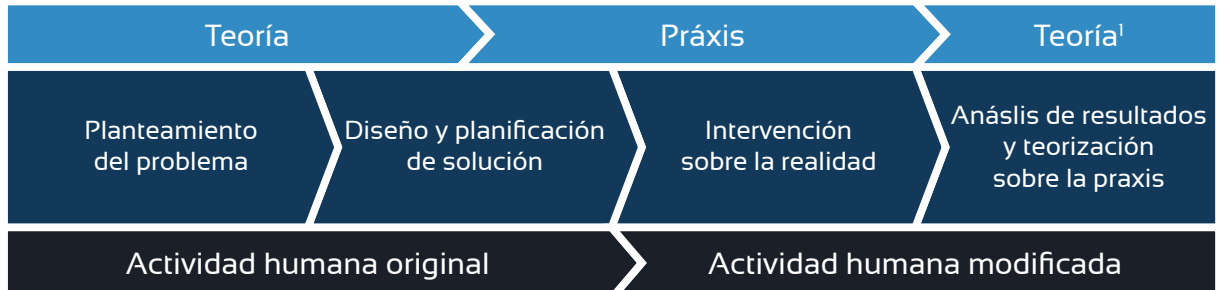 Teoría
Práxis
Teoría¹
Planteamiento
del problema
Diseño y planificación
de solución
Intervención
sobre la realidad
Anáslis de resultados
y teorización
sobre la praxis
Actividad humana original
Actividad humana modificada